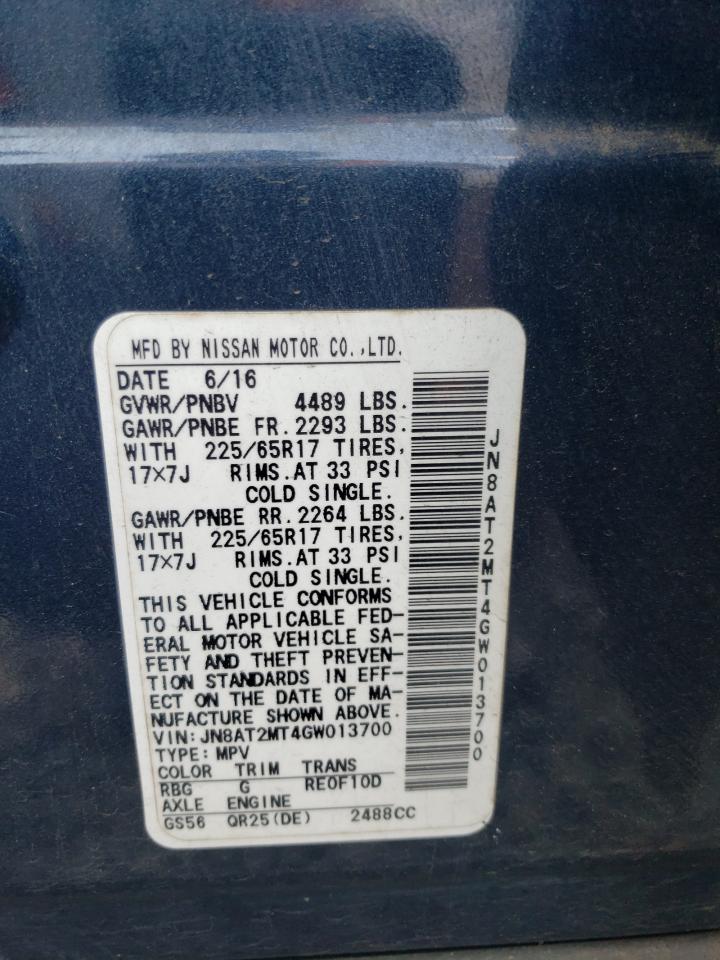 MFD BY NISSAN MOTOR CO.,LTD.
DATE 6/16
GVWR/PNBV 4489 LBS.
GAWR/PNBE FR. 2293 LBS.
WITH 225/65R17 TIRES,
17×7J RIMS.AT 33 PSI
COLD SINGLE.
GAWR/PNBE RR. 2264 LBS.
WITH 225/65R17 TIRES,
17×7J RIMS.AT 33 PSI
COLD SINGLE.
THIS VEHICLE CONFORMS
TO ALL APPLICABLE FED-
ERAL MOTOR VEHICLE SA-
FETY AND THEFT PREVEN-
TION STANDARDS IN EFF-
ECT ON THE DATE OF MA-
NUFACTURE SHOWN ABOVE.
VIN:JN8AT2MT4GW013700
TYPE:MPV
COLOR TRIM TRANS
RBG G RE0F10D
AXLE ENGINE
GS56 QR25(DE) 2488CC
JN8AT2MT4GW013700